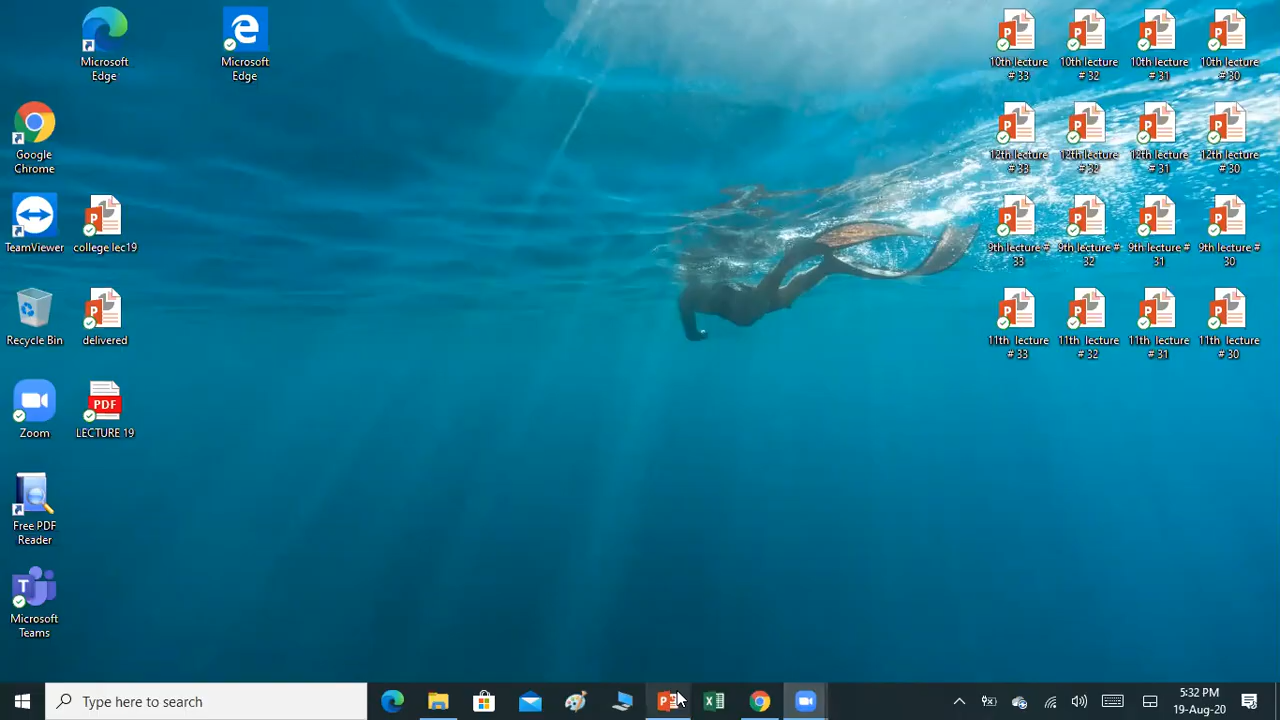 Microsoft
Edge
Microsoft
Edge
10th lecture
# 33
10th lecture
# 32
10th lecture
# 31
10th lecture
# 30
Google
Chrome
12th lecture
# 33
12th lecture
# 32
12th lecture
# 31
12th lecture
# 30
TeamViewer
college lec19
9th lecture #
33
9th lecture #
32
9th lecture #
31
9th lecture #
30
Recycle Bin
delivered
11th lecture
# 33
11th lecture
# 32
11th lecture
# 31
11th lecture
# 30
Zoom
PDF
LECTURE 19
Free PDF
Reader
Microsoft
Teams
Type here to search
3:32 PM
19-Aug-20